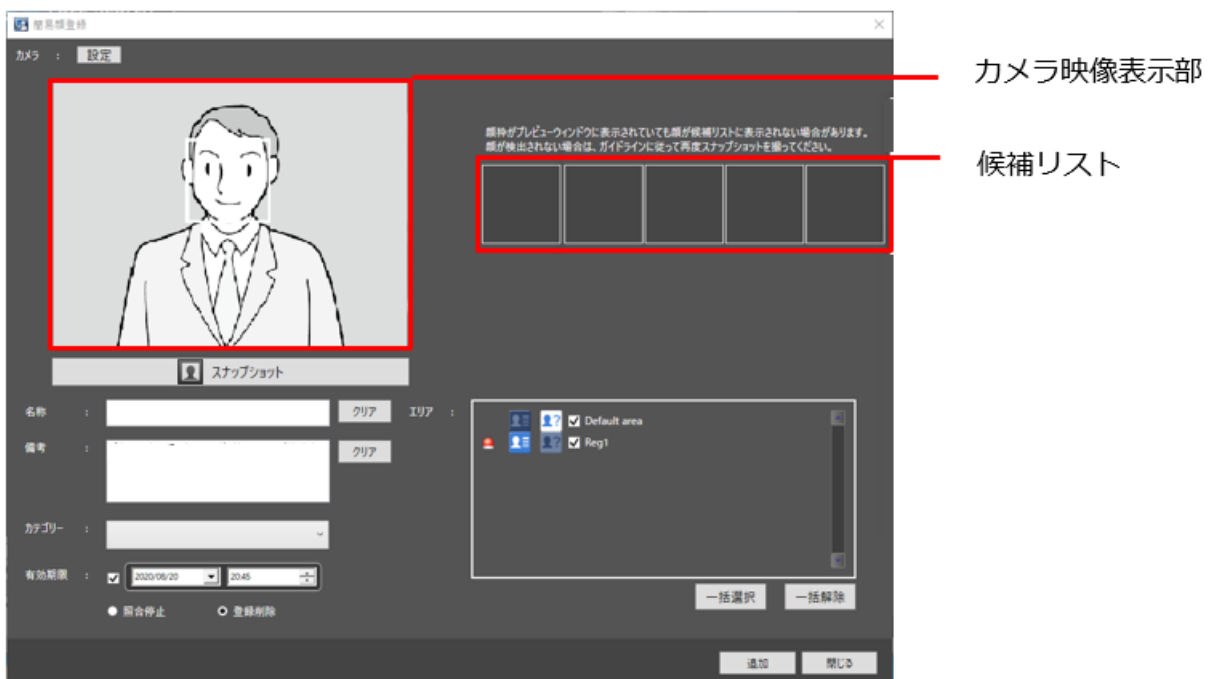 簡易顔登録
カメラ : 設定
カメラ映像表示部
顔枠がプレビューウィンドウに表示されていても顔が候補リストに表示されない場合があります。
顔が検出されない場合は、ガイドラインに従って再度スナップショットを撮ってください。
候補リスト
スナップショット
名称 : クリア
エリア :
Default area
Reg1
備考 : クリア
カテゴリー :
有効期限 : 2020/08/20 20:45
照合停止 登録削除
一括選択 一括解除
追加 閉じる